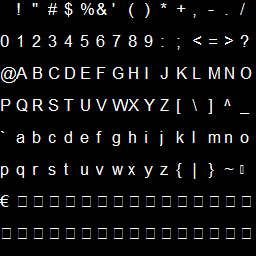 ! " # $ % & ' ( ) * + , - . /
0 1 2 3 4 5 6 7 8 9 : ; < = > ?
@ A B C D E F G H I J K L M N O
P Q R S T U V W X Y Z [ \ ] ^ _
` a b c d e f g h i j k l m n o
p q r s t u v w x y z { | } ~ 
€